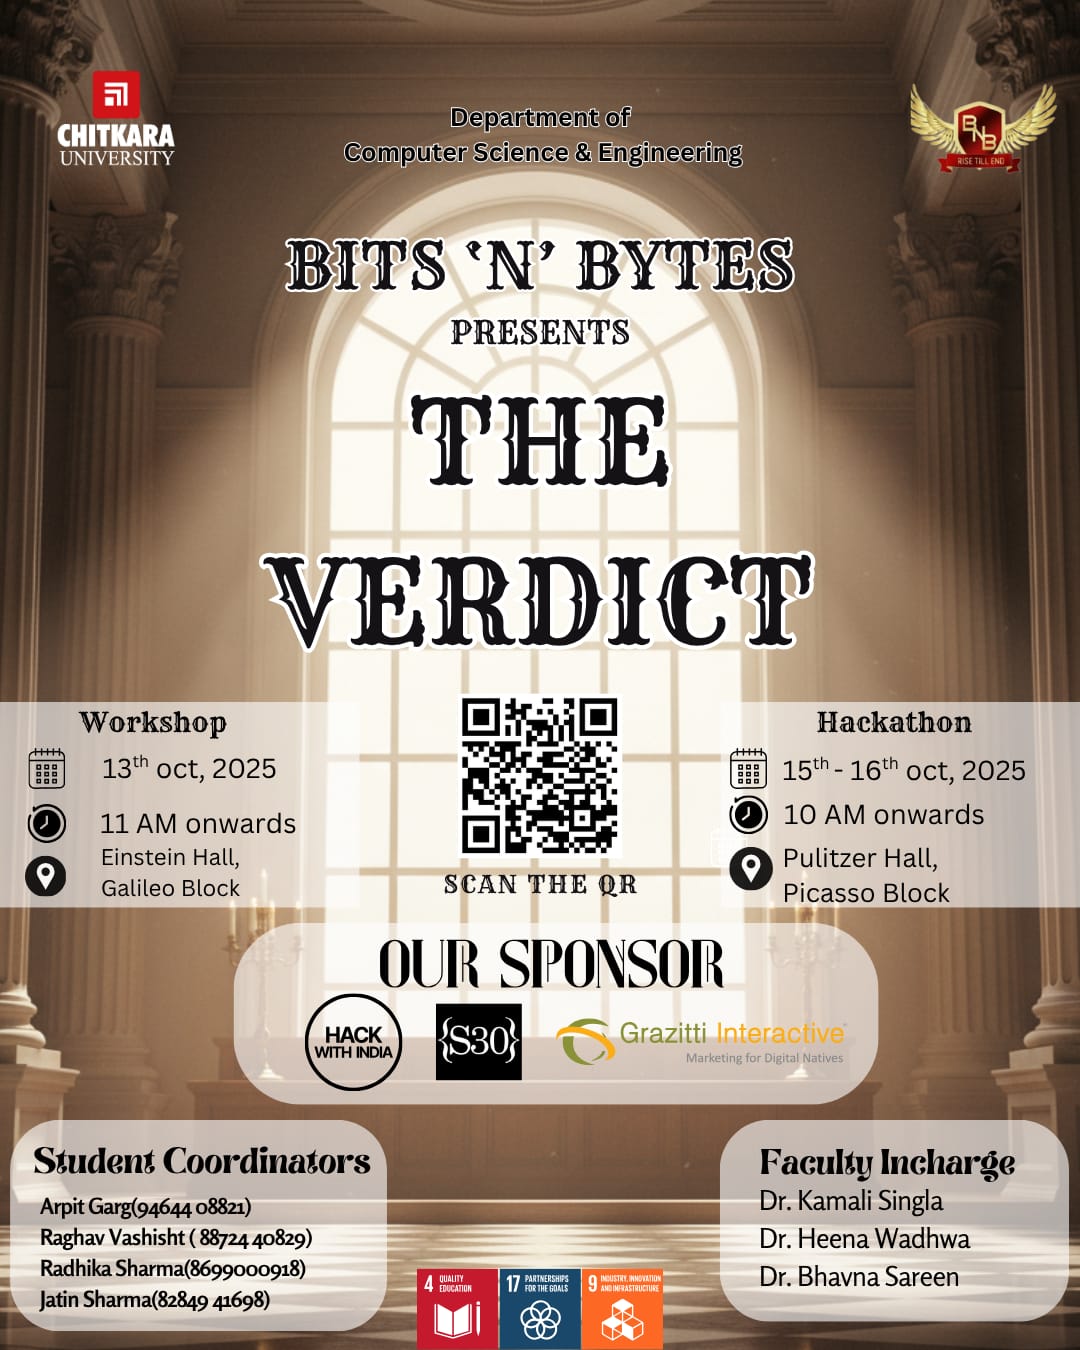 CHITKARA
UNIVERSITY
Department of
Computer Science & Engineering
BNB
RISE TILL END
BITS ‘N’ BYTES
PRESENTS
THE
VERDICT
Workshop
13th oct, 2025
11 AM onwards
Einstein Hall,
Galileo Block
SCAN THE QR
Hackathon
15th - 16th oct, 2025
10 AM onwards
Pulitzer Hall,
Picasso Block
OUR SPONSOR
HACK
WITH INDIA
{S30}
Grazitti Interactive
Marketing for Digital Natives
Student Coordinators
Arpit Garg(94644 08821)
Raghav Vashisht ( 88724 40829)
Radhika Sharma(8699000918)
Jatin Sharma(82849 41698)
Faculty Incharge
Dr. Kamali Singla
Dr. Heena Wadhwa
Dr. Bhavna Sareen
4 QUALITY
EDUCATION
17 PARTNERSHIPS
FOR THE GOALS
9 INDUSTRY, INNOVATION
AND INFRASTRUCTURE